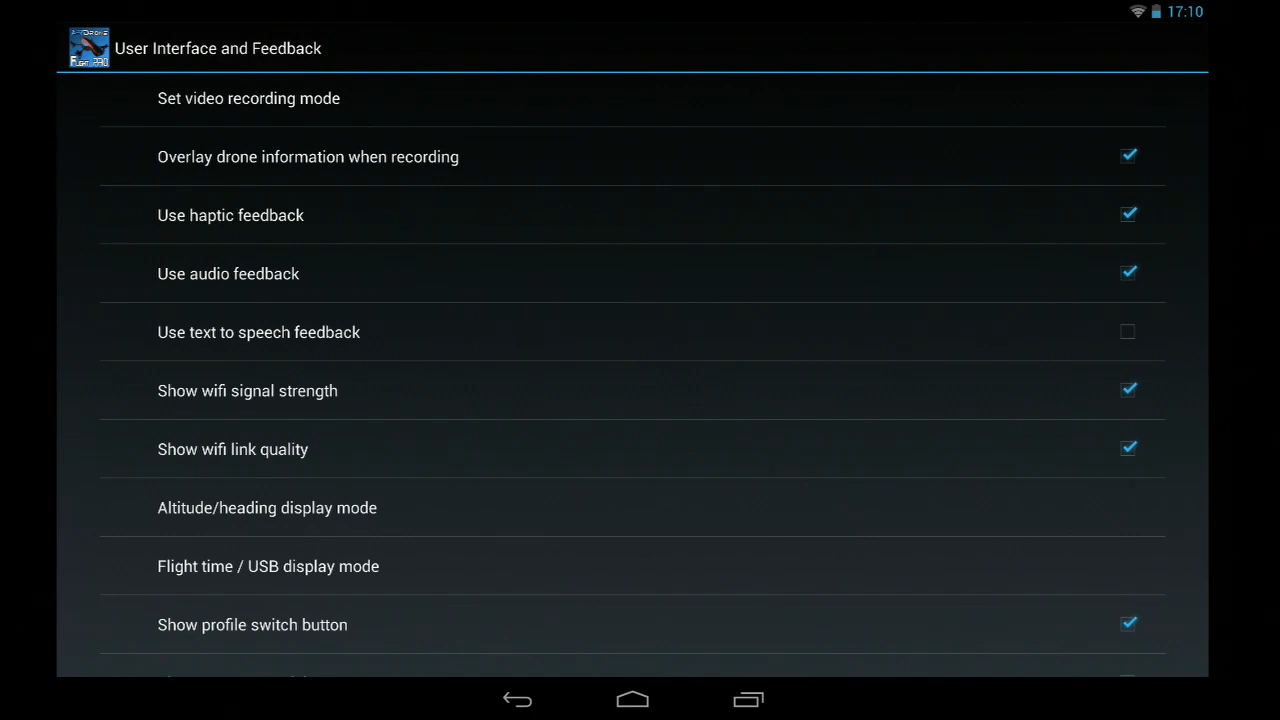 17:10
User Interface and Feedback
Set video recording mode
Overlay drone information when recording
Use haptic feedback
Use audio feedback
Use text to speech feedback
Show wifi signal strength
Show wifi link quality
Altitude/heading display mode
Flight time / USB display mode
Show profile switch button